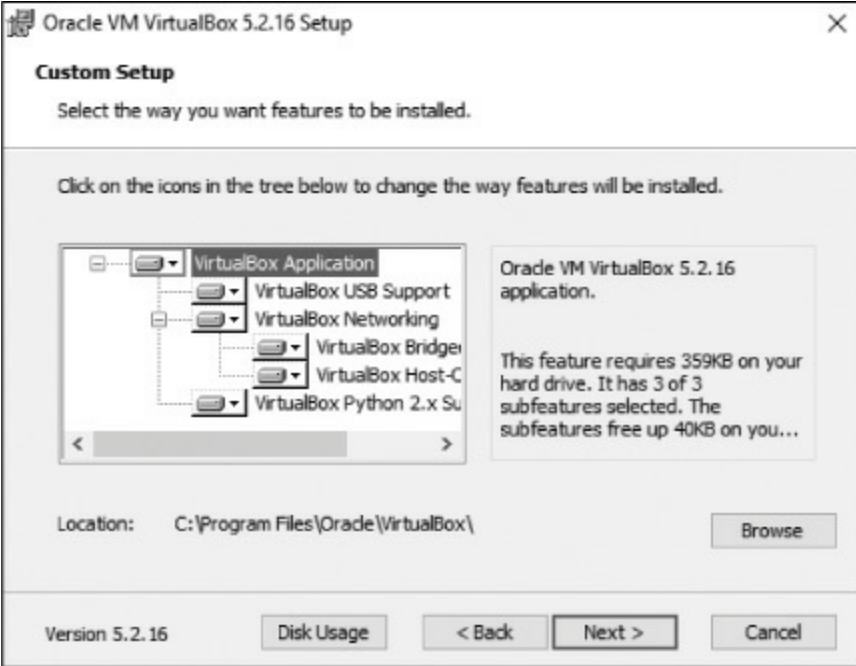 Oracle VM VirtualBox 5.2.16 Setup
Custom Setup
Select the way you want features to be installed.
Click on the icons in the tree below to change the way features will be installed.
VirtualBox Application
VirtualBox USB Support
VirtualBox Networking
VirtualBox Bridge
VirtualBox Host-C
VirtualBox Python 2.x Su
Oracle VM VirtualBox 5.2.16
application.
This feature requires 359KB on your
hard drive. It has 3 of 3
subfeatures selected. The
subfeatures free up 40KB on you...
Location: C:\Program Files\Oracle\VirtualBox\
Browse
Version 5.2.16 Disk Usage < Back Next > Cancel